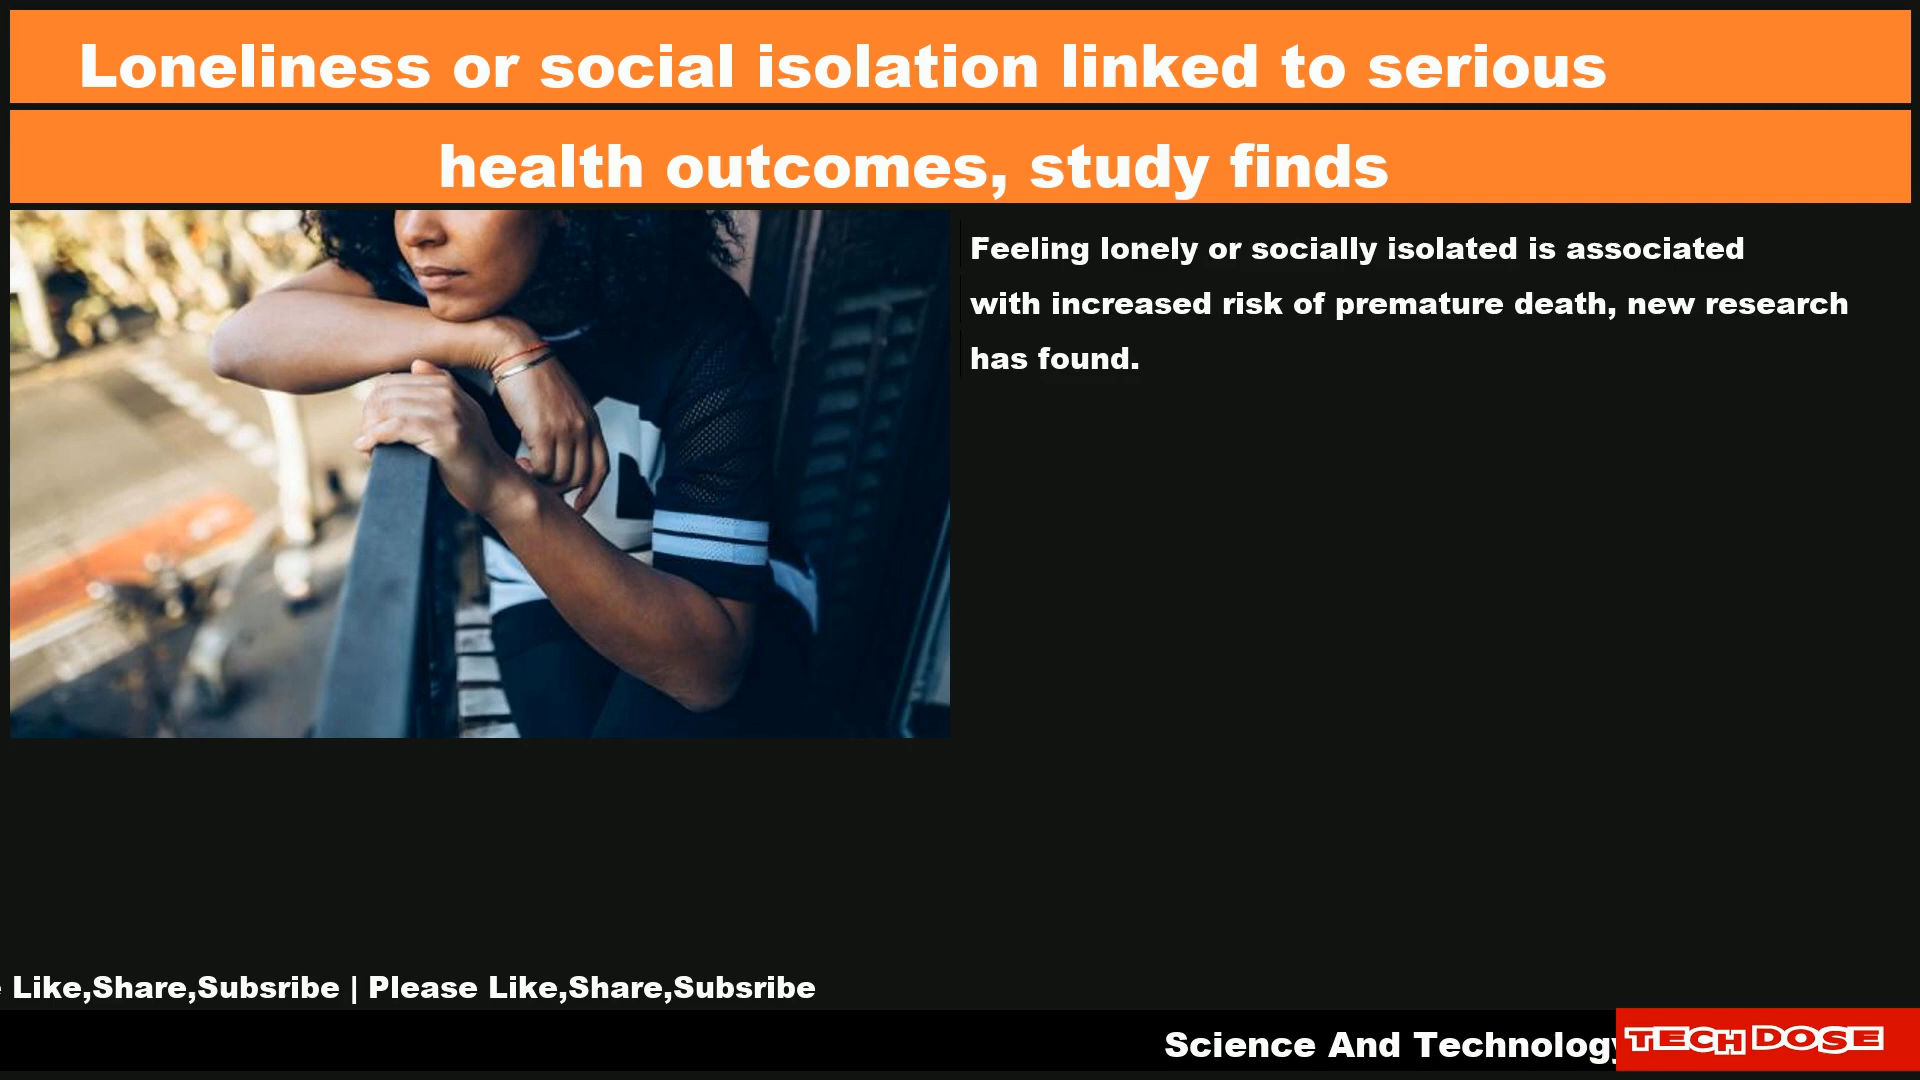 Loneliness or social isolation linked to serious
health outcomes, study finds
Feeling lonely or socially isolated is associated
with increased risk of premature death, new research
has found.
Like,Share,Subsribe | Please Like,Share,Subsribe
Science And Technology
TECH DOSE